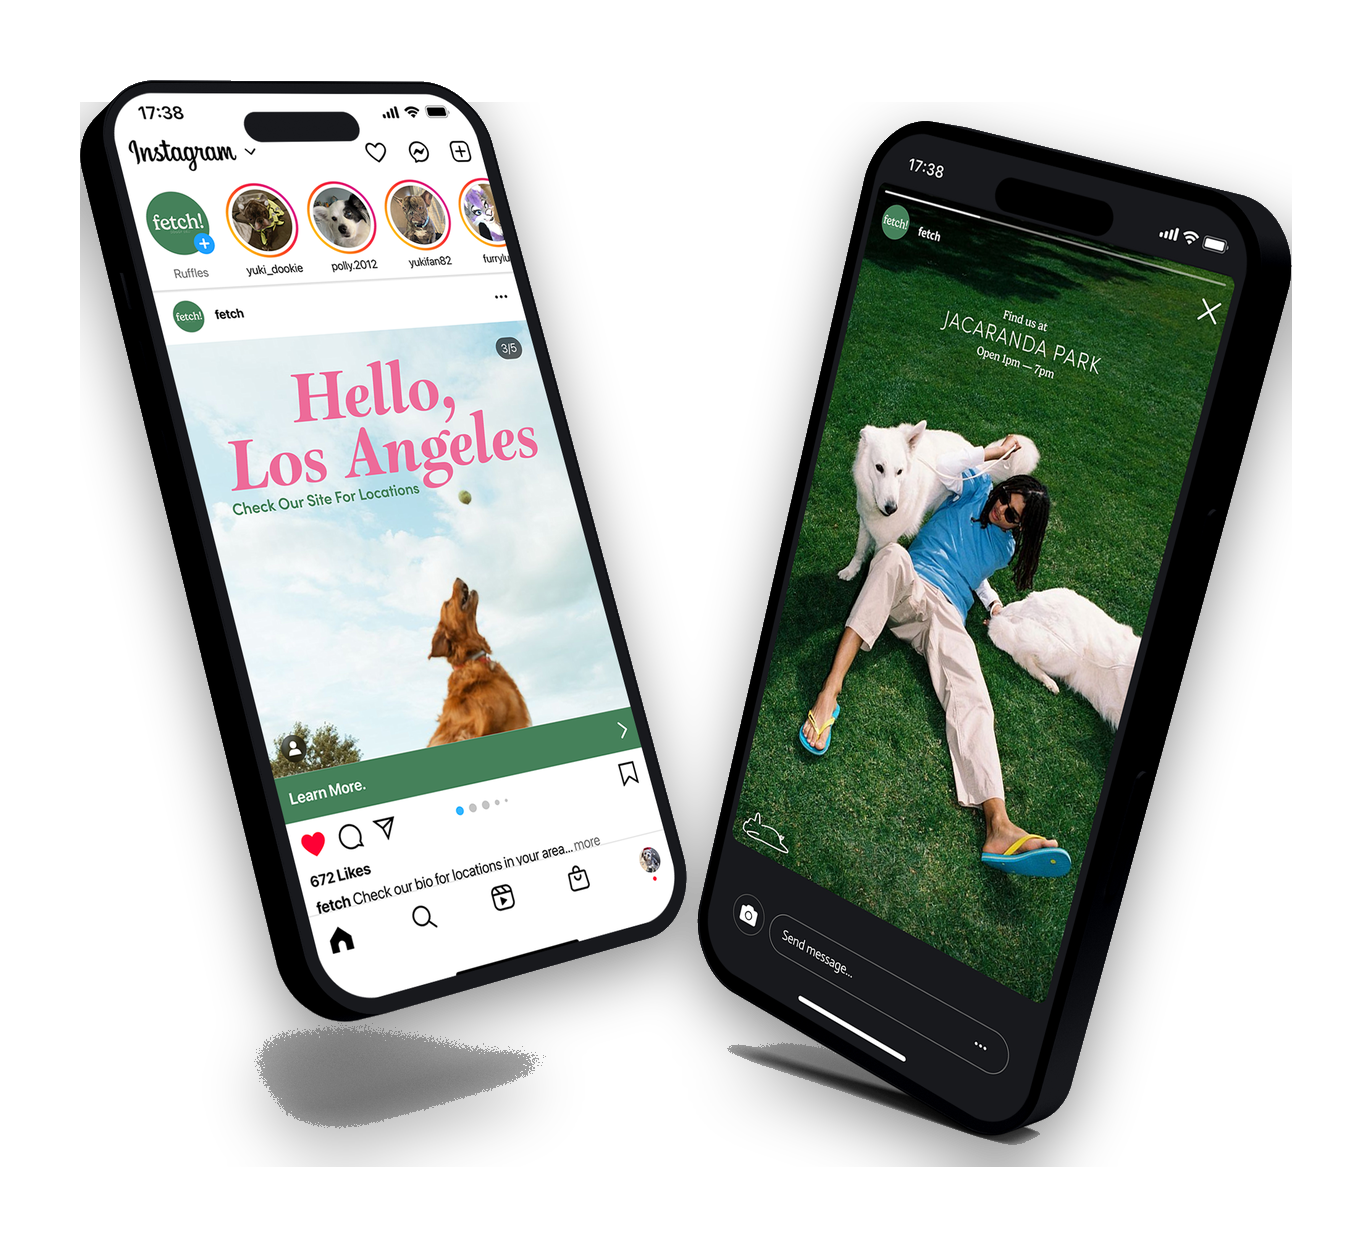 17:38
Instagram
fetch!
Ruffles
yuki_dookie
polly.2012
yukifan82
furrylu
fetch!
fetch
3/5
Hello,
Los Angeles
Check Our Site For Locations
Learn More.
672 Likes
fetch Check our bio for locations in your area... more
17:38
fetch!
fetch
Find us at
JACARANDA PARK
Open 1pm — 7pm
Send message...